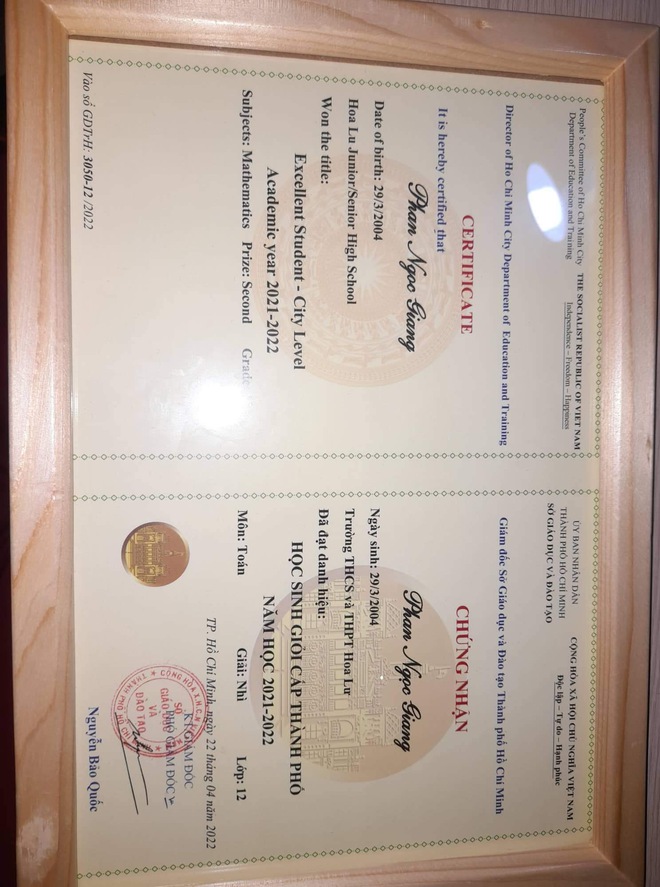 People's Committee of Ho Chi Minh City
Department of Education and Training
THE SOCIALIST REPUBLIC OF VIET NAM
Independence – Freedom – Happiness
Director of Ho Chi Minh City Department of Education and Training
CERTIFICATE
It is hereby certified that
Phan Ngoc Giang
Date of birth: 29/3/2004
Hoa Lu Junior/Senior High School
Won the title:
Excellent Student - City Level
Academic year 2021-2022
Subjects: Mathematics Prize: Second Grade
Vào sổ GDTrH: 3050-12 /2022
ỦY BAN NHÂN DÂN
THÀNH PHỐ HỒ CHÍ MINH
SỞ GIÁO DỤC VÀ ĐÀO TẠO
CỘNG HÒA XÃ HỘI CHỦ NGHĨA VIỆT NAM
Độc lập – Tự do – Hạnh phúc
Giám đốc Sở Giáo dục và Đào tạo Thành phố Hồ Chí Minh
CHỨNG NHẬN
Phan Ngọc Giang
Ngày sinh: 29/3/2004
Trường THCS và THPT Hoa Lư
Đã đạt danh hiệu:
HỌC SINH GIỎI CẤP THÀNH PHỐ
NĂM HỌC 2021-2022
Môn: Toán Giải: Nhì Lớp: 12
TP. Hồ Chí Minh, ngày 22 tháng 04 năm 2022
KT.GIÁM ĐỐC
PHÓ GIÁM ĐỐC
SỞ
GIÁO DỤC
VÀ
ĐÀO TẠO
Nguyễn Bảo Quốc